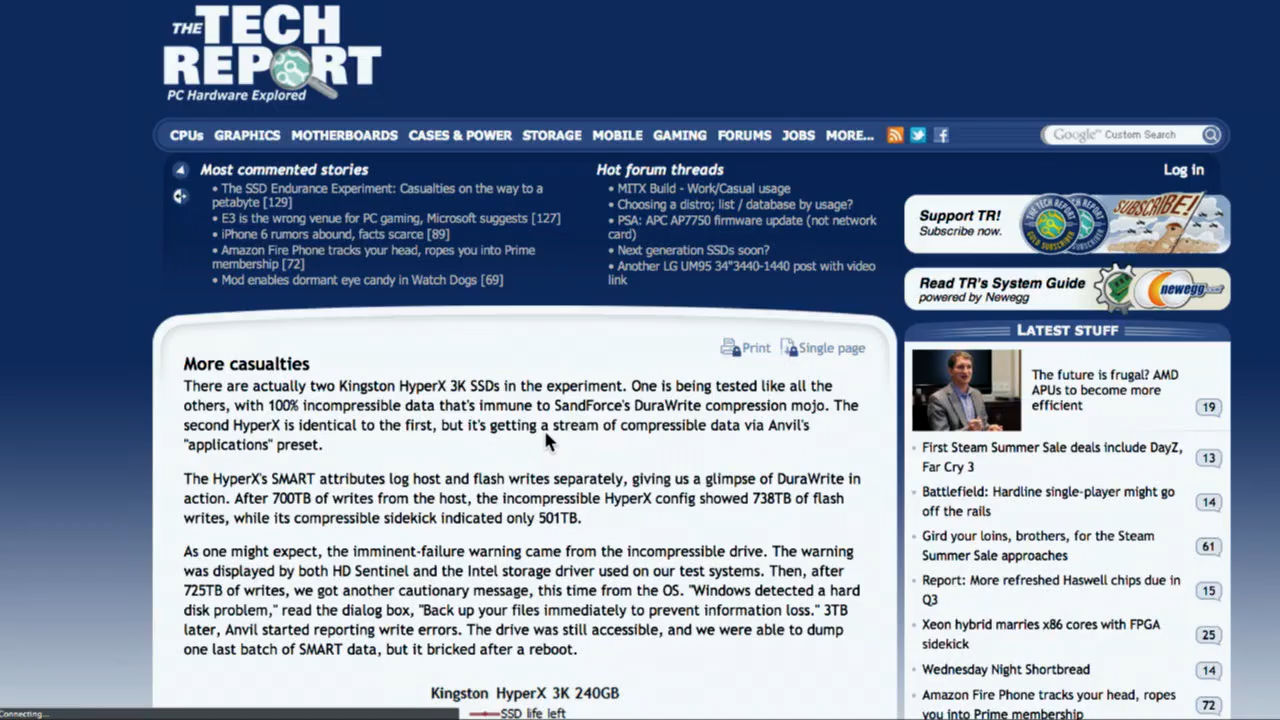 THE TECH
REPORT
PC Hardware Explored
CPUs GRAPHICS MOTHERBOARDS CASES & POWER STORAGE MOBILE GAMING FORUMS JOBS MORE...
Google™ Custom Search
Most commented stories
• The SSD Endurance Experiment: Casualties on the way to a
petabyte [129]
• E3 is the wrong venue for PC gaming, Microsoft suggests [127]
• iPhone 6 rumors abound, facts scarce [89]
• Amazon Fire Phone tracks your head, ropes you into Prime
membership [72]
• Mod enables dormant eye candy in Watch Dogs [69]
Hot forum threads
• MITX Build - Work/Casual usage
• Choosing a distro; list / database by usage?
• PSA: APC AP7750 firmware update (not network
card)
• Next generation SSDs soon?
• Another LG UM95 34"3440-1440 post with video
link
Log in
Support TR!
Subscribe now.
SUBSCRIBE!
Read TR's System Guide
powered by Newegg
newegg.com
Print Single page
More casualties
There are actually two Kingston HyperX 3K SSDs in the experiment. One is being tested like all the
others, with 100% incompressible data that's immune to SandForce's DuraWrite compression mojo. The
second HyperX is identical to the first, but it's getting a stream of compressible data via Anvil's
"applications" preset.
The HyperX's SMART attributes log host and flash writes separately, giving us a glimpse of DuraWrite in
action. After 700TB of writes from the host, the incompressible HyperX config showed 738TB of flash
writes, while its compressible sidekick indicated only 501TB.
As one might expect, the imminent-failure warning came from the incompressible drive. The warning
was displayed by both HD Sentinel and the Intel storage driver used on our test systems. Then, after
725TB of writes, we got another cautionary message, this time from the OS. "Windows detected a hard
disk problem," read the dialog box, "Back up your files immediately to prevent information loss." 3TB
later, Anvil started reporting write errors. The drive was still accessible, and we were able to dump
one last batch of SMART data, but it bricked after a reboot.
Kingston HyperX 3K 240GB
SSD life left
LATEST STUFF
The future is frugal? AMD
APUs to become more
efficient
19
First Steam Summer Sale deals include DayZ,
Far Cry 3
13
Battlefield: Hardline single-player might go
off the rails
14
Gird your loins, brothers, for the Steam
Summer Sale approaches
61
Report: More refreshed Haswell chips due in
Q3
15
Xeon hybrid marries x86 cores with FPGA
sidekick
25
Wednesday Night Shortbread
14
Amazon Fire Phone tracks your head, ropes
you into Prime membership
72
Connecting...